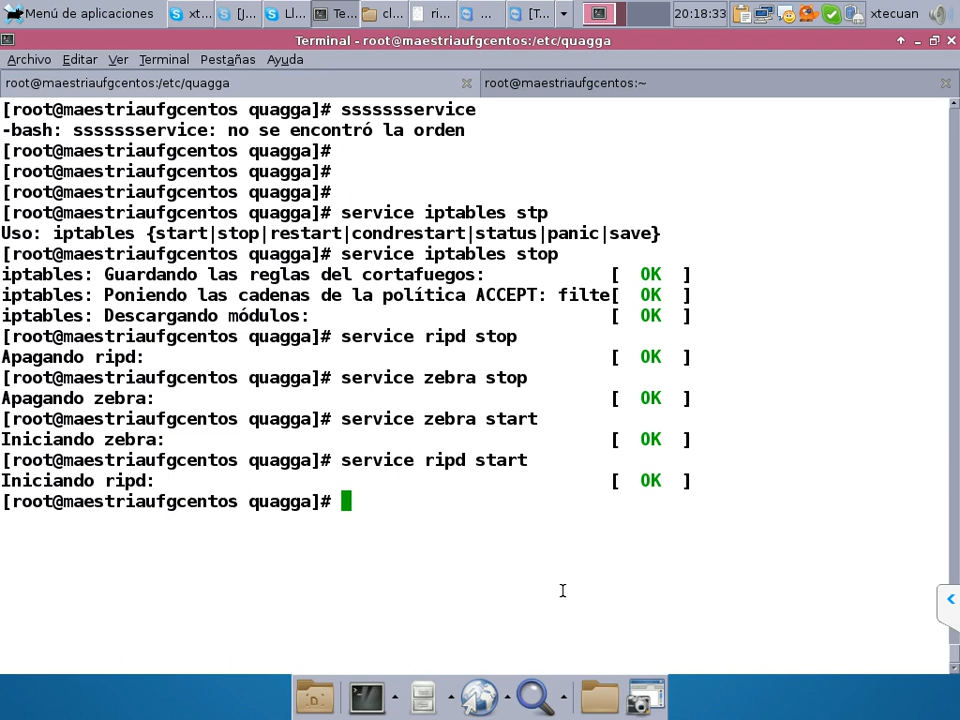 Menú de aplicaciones
xt...
[J...
Ll...
Te...
cl...
ri...
...
[T...
20:18:33
xtecuan
Terminal - root@maestriaufgcentos:/etc/quagga
Archivo Editar Ver Terminal Pestañas Ayuda
root@maestriaufgcentos:/etc/quagga
root@maestriaufgcentos:~
[root@maestriaufgcentos quagga]# sssssssservice
-bash: sssssssservice: no se encontró la orden
[root@maestriaufgcentos quagga]#
[root@maestriaufgcentos quagga]#
[root@maestriaufgcentos quagga]#
[root@maestriaufgcentos quagga]# service iptables stp
Uso: iptables {start|stop|restart|condrestart|status|panic|save}
[root@maestriaufgcentos quagga]# service iptables stop
iptables: Guardando las reglas del cortafuegos: [ OK ]
iptables: Poniendo las cadenas de la política ACCEPT: filte[ OK ]
iptables: Descargando módulos: [ OK ]
[root@maestriaufgcentos quagga]# service ripd stop
Apagando ripd: [ OK ]
[root@maestriaufgcentos quagga]# service zebra stop
Apagando zebra: [ OK ]
[root@maestriaufgcentos quagga]# service zebra start
Iniciando zebra: [ OK ]
[root@maestriaufgcentos quagga]# service ripd start
Iniciando ripd: [ OK ]
[root@maestriaufgcentos quagga]#